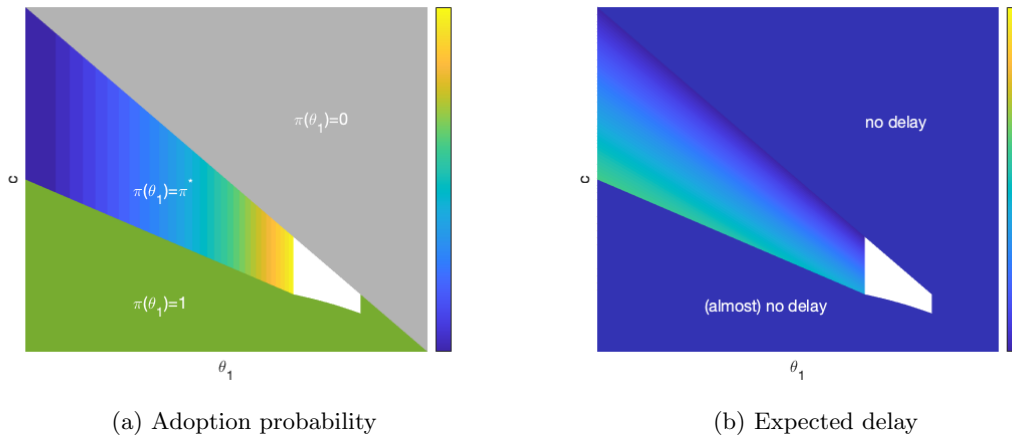 π(θ₁)=0
π(θ₁)=π*
π(θ₁)=1
c
θ₁
(a) Adoption probability
no delay
(almost) no delay
c
θ₁
(b) Expected delay